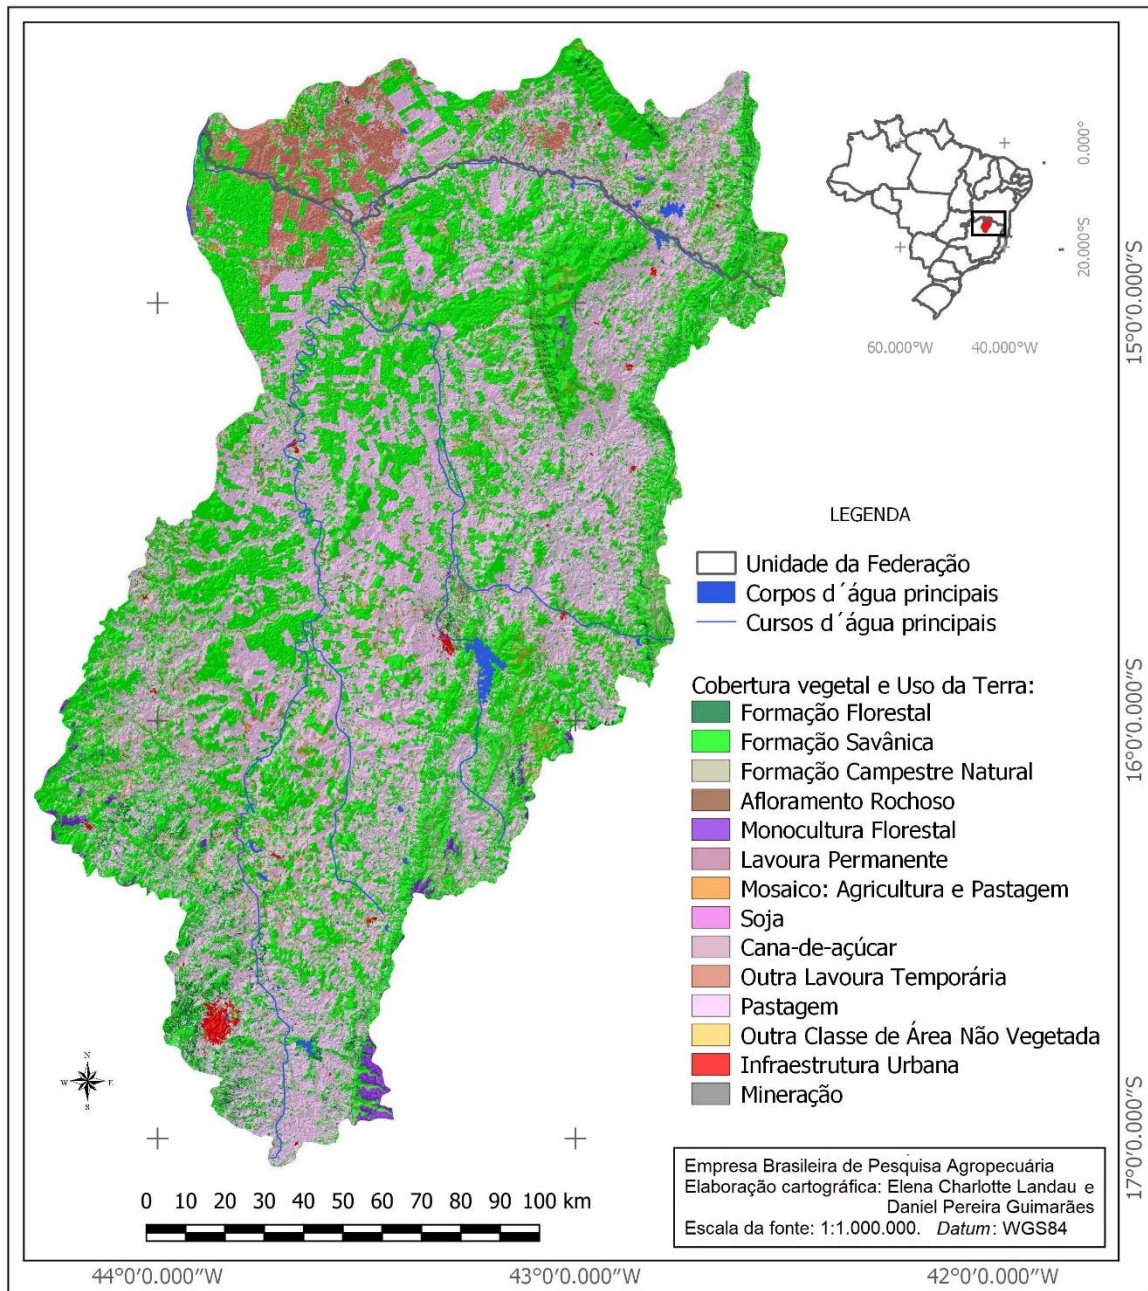 0.000°
20.000°S
60.000°W 40.000°W
15°0'0.000"S
16°0'0.000"S
17°0'0.000"S
LEGENDA
Unidade da Federação
Corpos d´água principais
Cursos d´água principais
Cobertura vegetal e Uso da Terra:
Formação Florestal
Formação Savânica
Formação Campestre Natural
Afloramento Rochoso
Monocultura Florestal
Lavoura Permanente
Mosaico: Agricultura e Pastagem
Soja
Cana-de-açúcar
Outra Lavoura Temporária
Pastagem
Outra Classe de Área Não Vegetada
Infraestrutura Urbana
Mineração
N
W E
S
0 10 20 30 40 50 60 70 80 90 100 km
Empresa Brasileira de Pesquisa Agropecuária
Elaboração cartográfica: Elena Charlotte Landau e
Daniel Pereira Guimarães
Escala da fonte: 1:1.000.000. Datum: WGS84
44°0'0.000"W 43°0'0.000"W 42°0'0.000"W